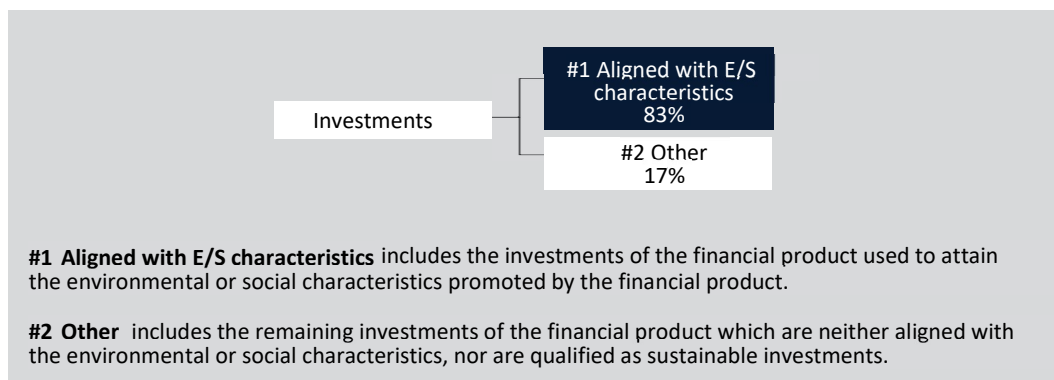 #1 Aligned with E/S
characteristics
83%
Investments
#2 Other
17%
#1 Aligned with E/S characteristics includes the investments of the financial product used to attain
the environmental or social characteristics promoted by the financial product.
#2 Other includes the remaining investments of the financial product which are neither aligned with
the environmental or social characteristics, nor are qualified as sustainable investments.